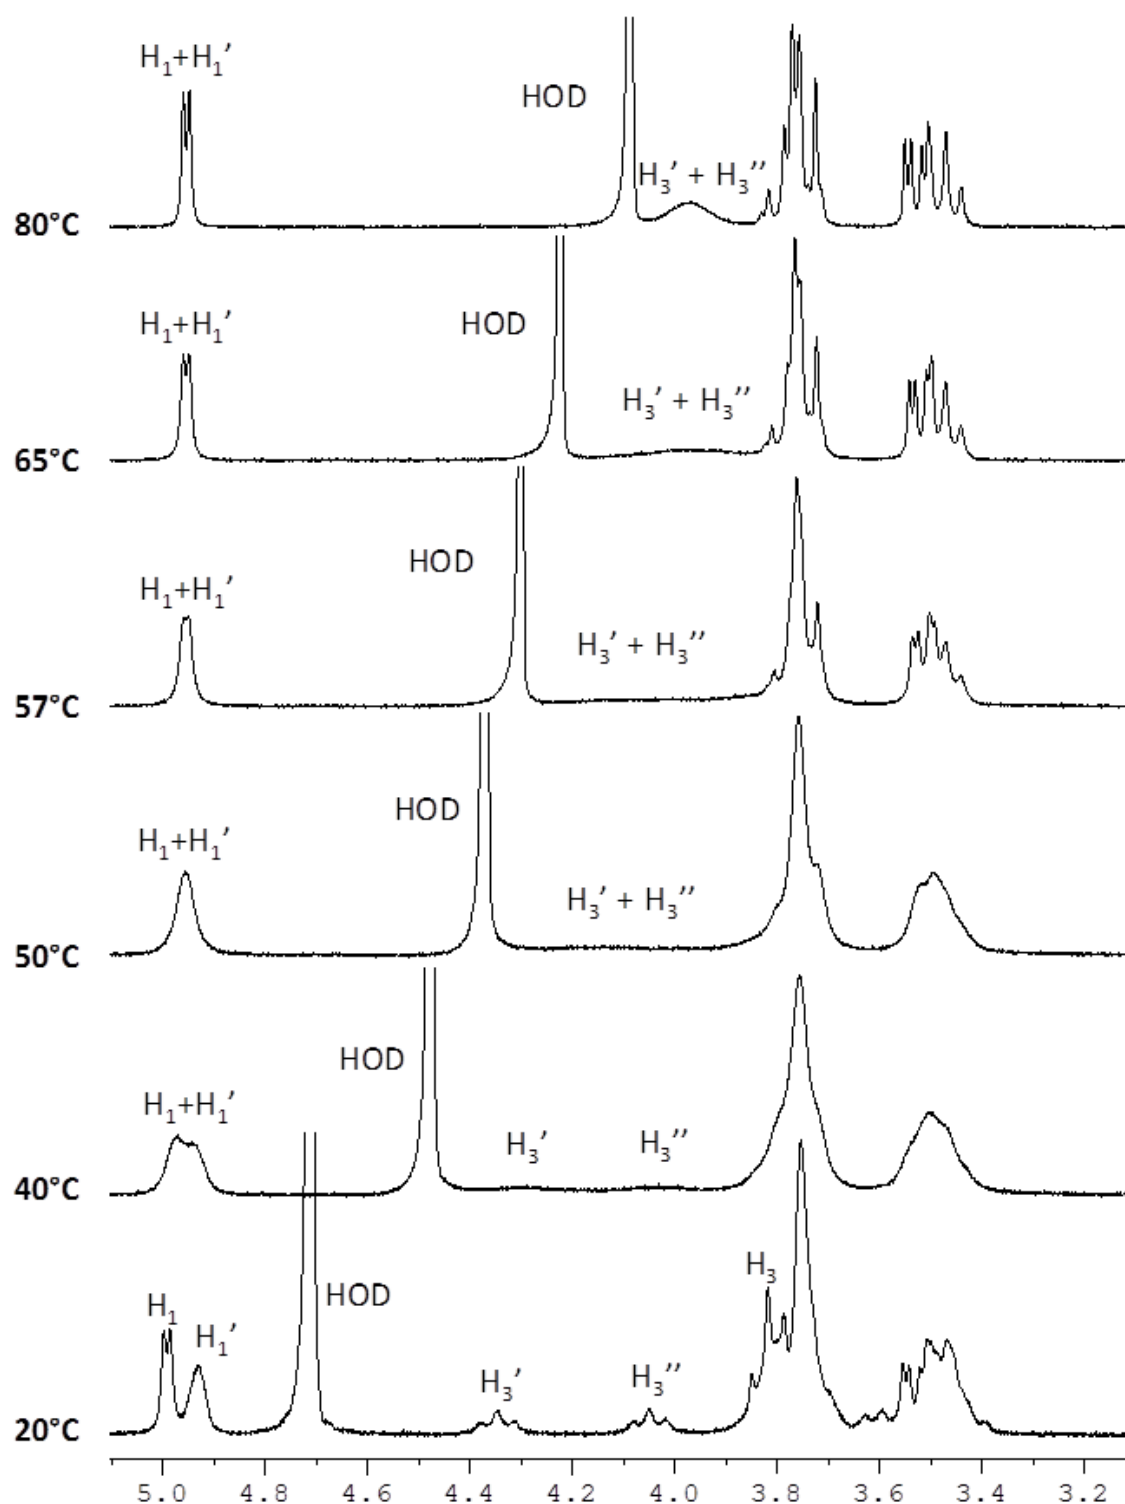 H₁+H₁’
HOD
H₃’ + H₃’’
80°C
H₁+H₁’
HOD
H₃’ + H₃’’
65°C
HOD
H₁+H₁’
H₃’ + H₃’’
57°C
HOD
H₁+H₁’
H₃’ + H₃’’
50°C
HOD
H₁+H₁’
H₃’ H₃’’
40°C
H₃
H₁ HOD
H₁’
H₃’ H₃’’
20°C
5.0 4.8 4.6 4.4 4.2 4.0 3.8 3.6 3.4 3.2